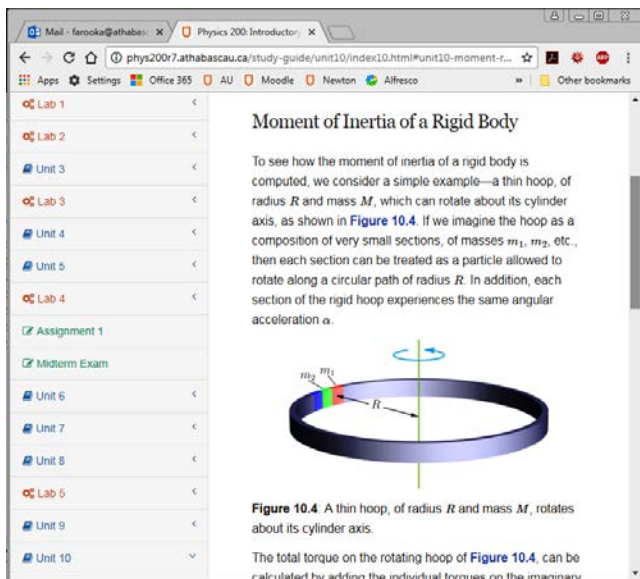 Mail - farooka@athabasc
Physics 200: Introductory
phys200r7.athabascau.ca/study-guide/unit10/index10.html#unit10-moment-r...
Apps Settings Office 365 AU Moodle Newton Alfresco » Other bookmarks
Lab 1
Lab 2
Unit 3
Lab 3
Unit 4
Unit 5
Lab 4
Assignment 1
Midterm Exam
Unit 6
Unit 7
Unit 8
Lab 5
Unit 9
Unit 10
Moment of Inertia of a Rigid Body
To see how the moment of inertia of a rigid body is
computed, we consider a simple example—a thin hoop, of
radius R and mass M, which can rotate about its cylinder
axis, as shown in Figure 10.4. If we imagine the hoop as a
composition of very small sections, of masses m₁, m₂, etc.,
then each section can be treated as a particle allowed to
rotate along a circular path of radius R. In addition, each
section of the rigid hoop experiences the same angular
acceleration α.
m₂ m₁
R
Figure 10.4: A thin hoop, of radius R and mass M, rotates
about its cylinder axis.
The total torque on the rotating hoop of Figure 10.4, can be
calculated by adding the individual torques on the imaginary